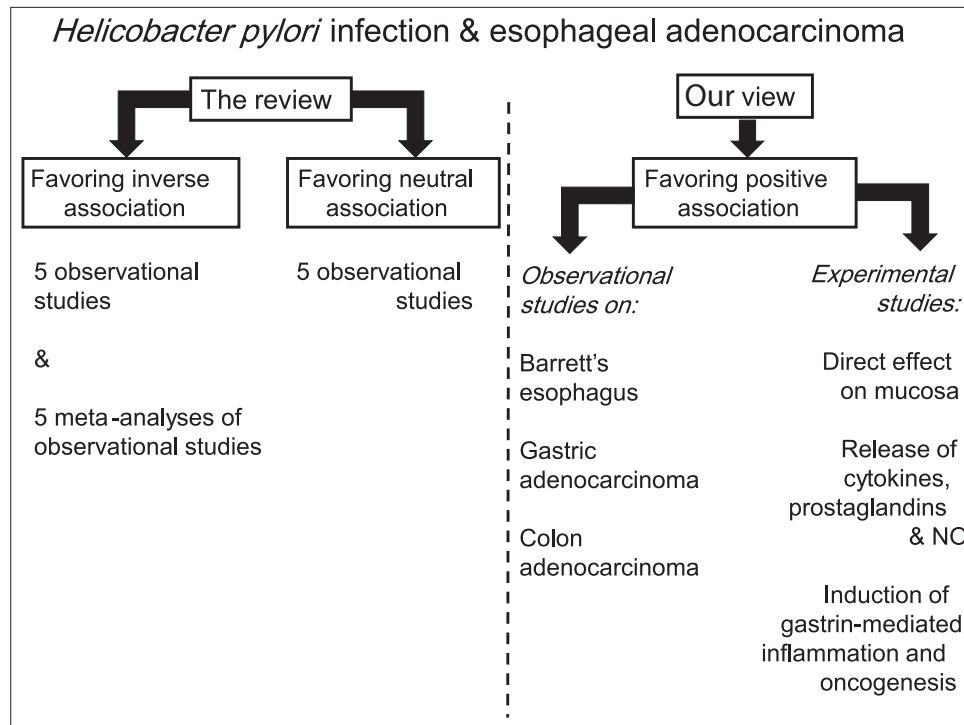 Helicobacter pylori infection & esophageal adenocarcinoma
The review
Favoring inverse
association
5 observational
studies
&
5 meta-analyses of
observational studies
Favoring neutral
association
5 observational
studies
Our view
Favoring positive
association
Observational
studies on:
Barrett's
esophagus
Gastric
adenocarcinoma
Colon
adenocarcinoma
Experimental
studies:
Direct effect
on mucosa
Release of
cytokines,
prostaglandins
& NO
Induction of
gastrin-mediated
inflammation and
oncogenesis